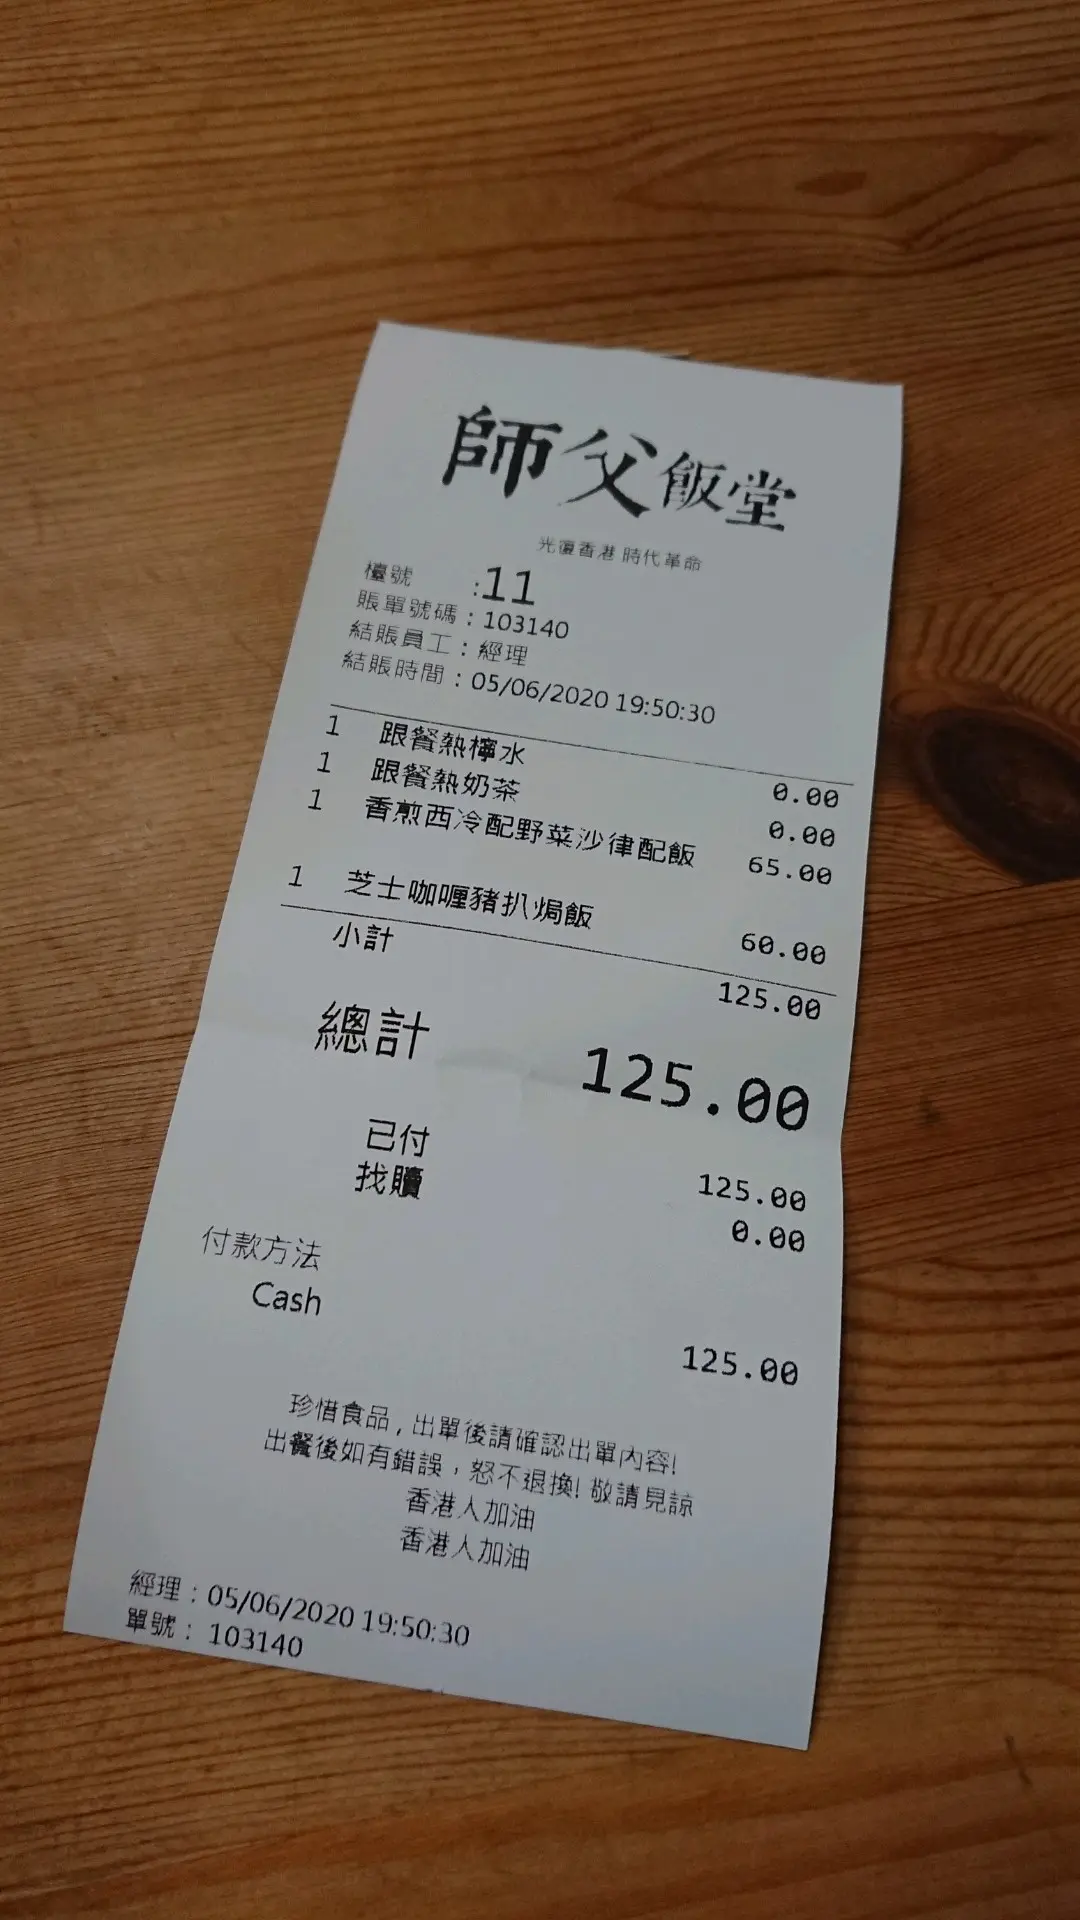 師父飯堂
光復香港 時代革命
檯號 :11
賬單號碼：103140
結賬員工：經理
結賬時間：05/06/2020 19:50:30
1 跟餐熱檸水 0.00
1 跟餐熱奶茶 0.00
1 香煎西冷配野菜沙律配飯 65.00
1 芝士咖喱豬扒焗飯 60.00
小計 125.00
總計 125.00
已付 125.00
找贖 0.00
付款方法
Cash 125.00
珍惜食品, 出單後請確認出單內容!
出餐後如有錯誤，怒不退換! 敬請見諒
香港人加油
香港人加油
經理：05/06/2020 19:50:30
單號：103140